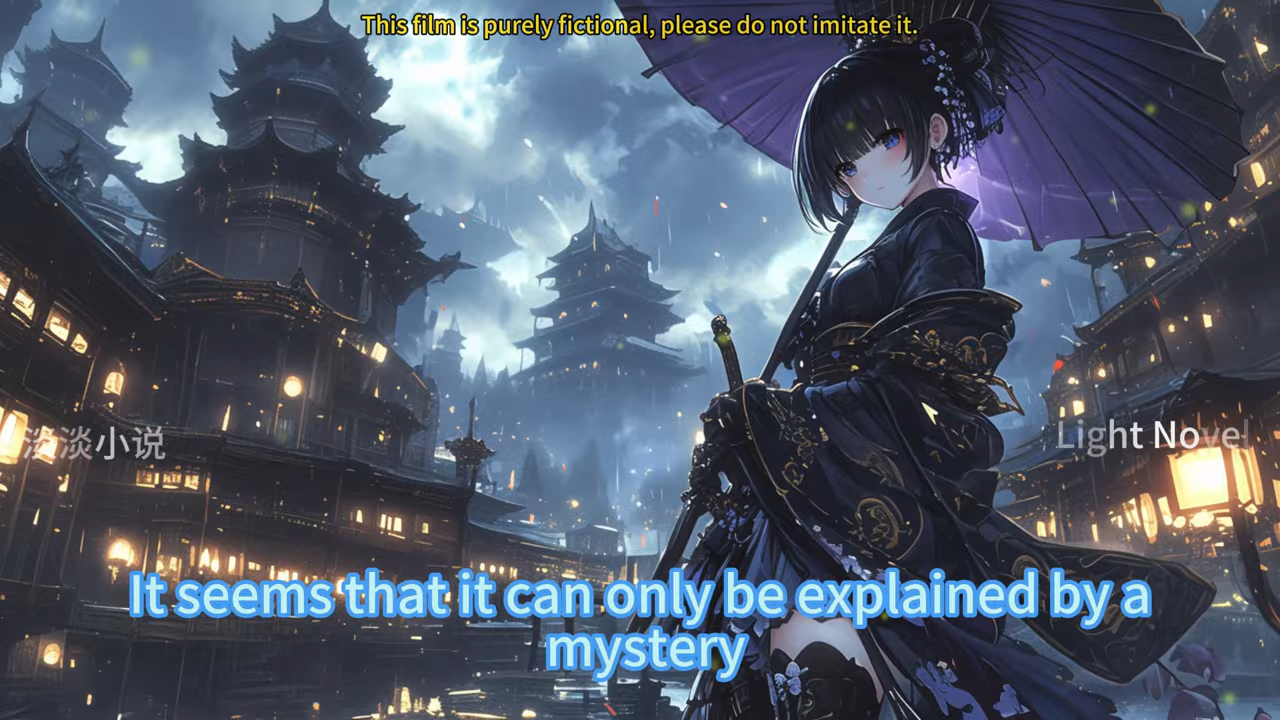 This film is purely fictional, please do not imitate it.
淡淡小说
Light Novel
It seems that it can only be explained by a
mystery